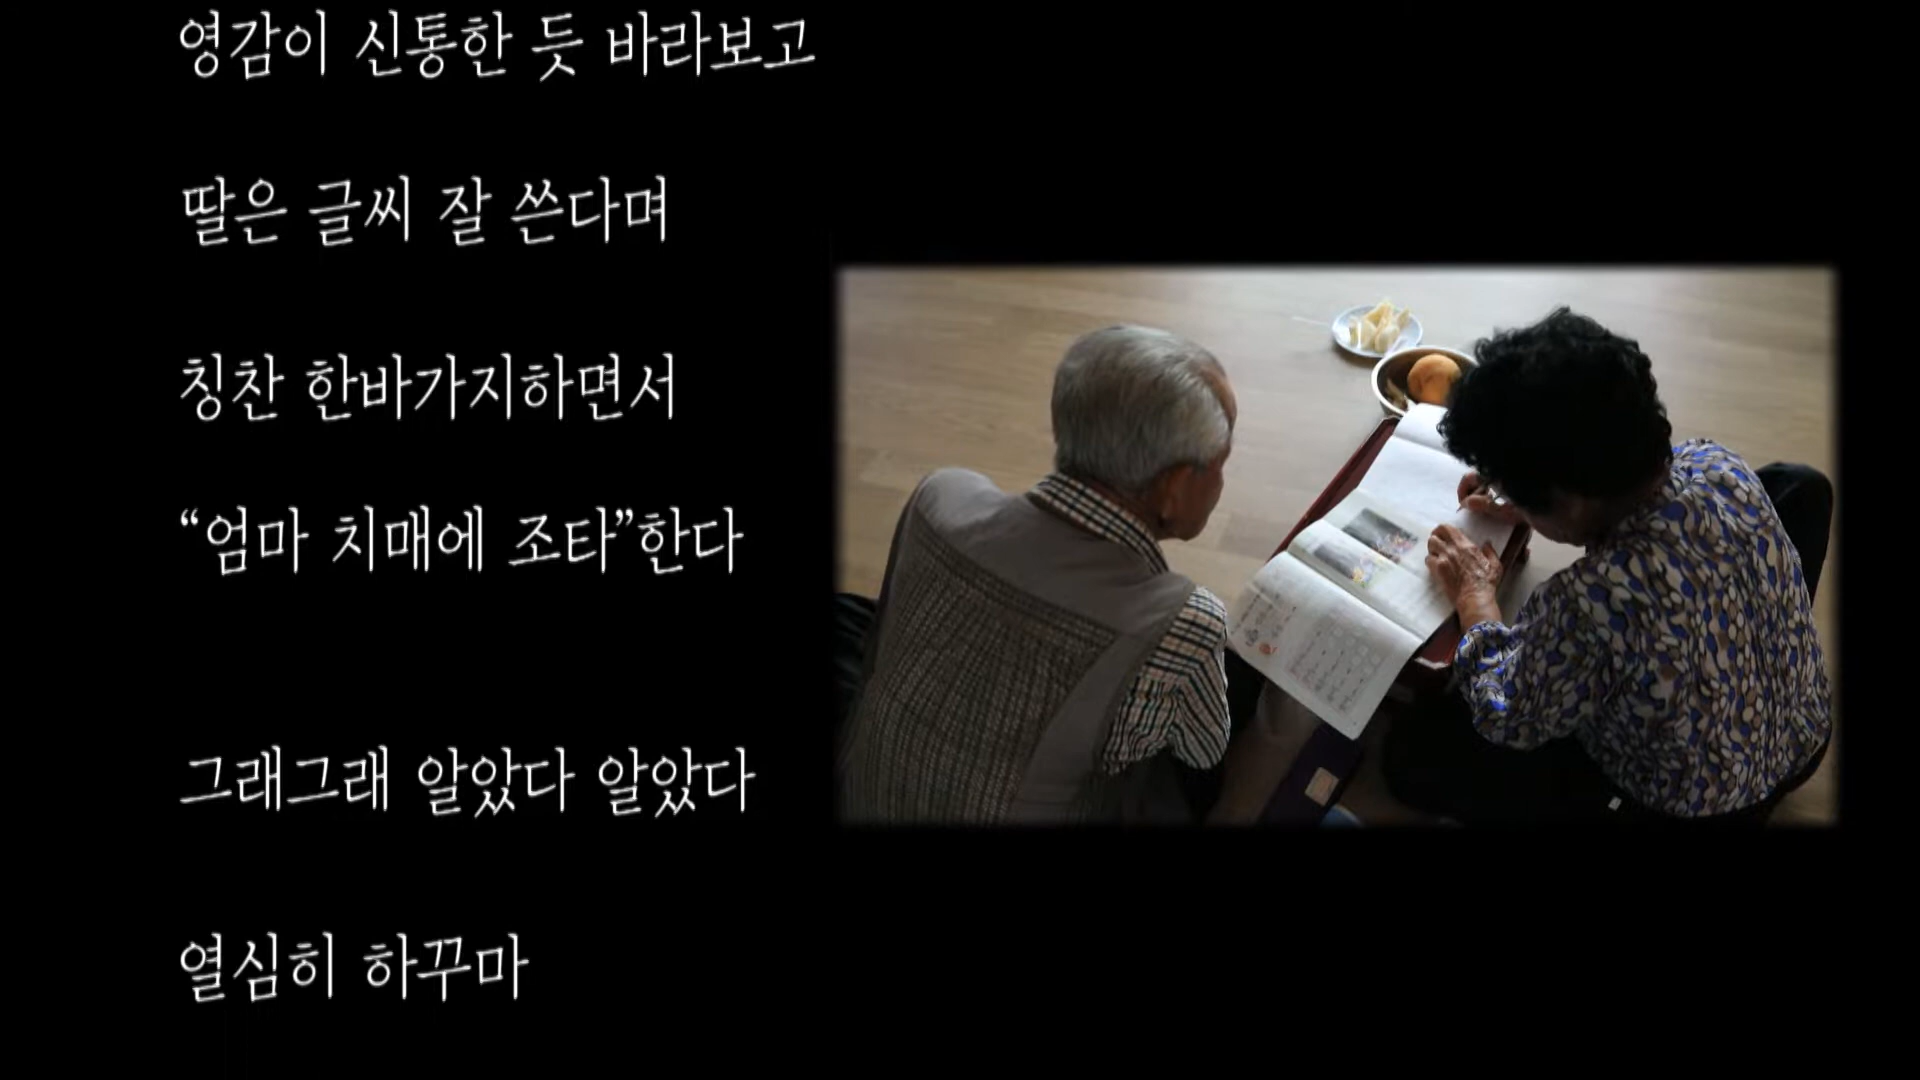 영감이 신통한 듯 바라보고
딸은 글씨 잘 쓴다며
칭찬 한바가지하면서
“엄마 치매에 조타”한다
그래그래 알았다 알았다
열심히 하꾸마